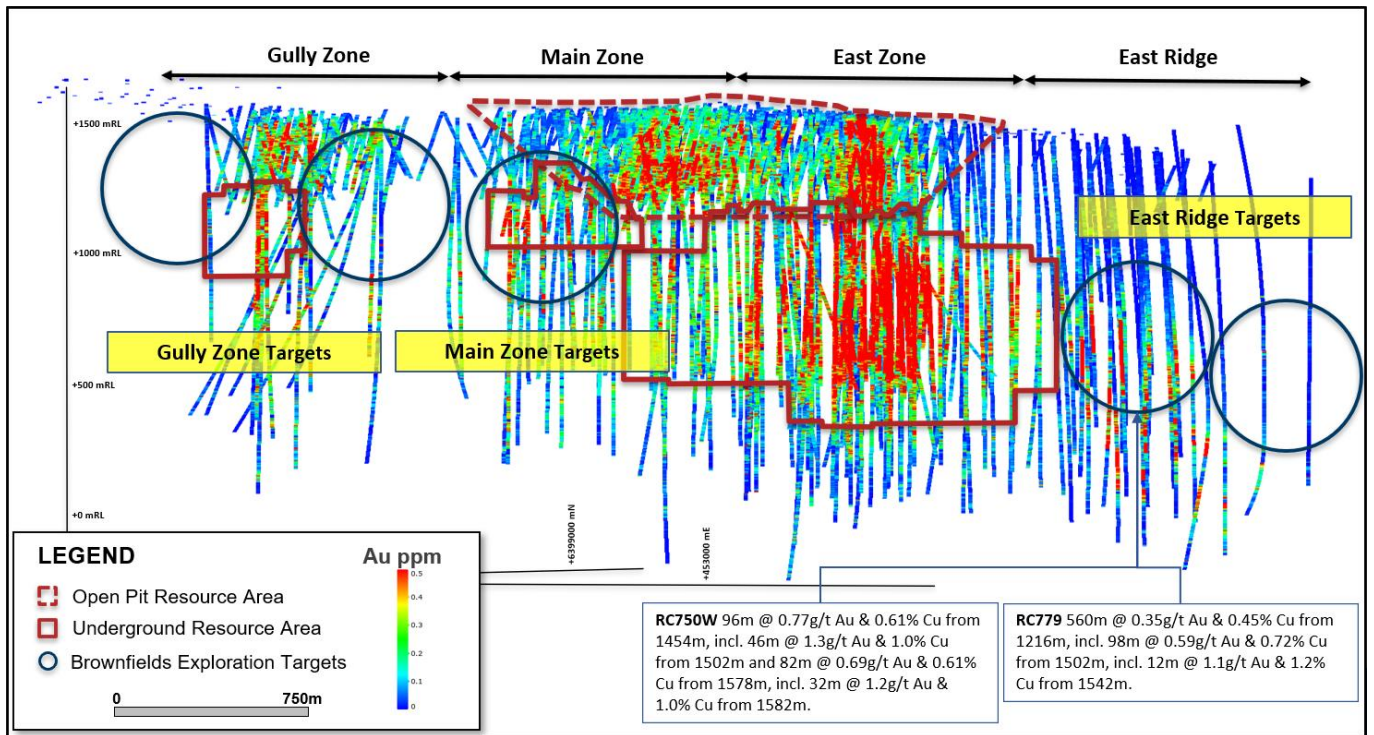 Gully Zone
Main Zone
East Zone
East Ridge
+1500 mRL
+1000 mRL
+500 mRL
+0 mRL
East Ridge Targets
Gully Zone Targets
Main Zone Targets
+6399000 mN
+453000 mE
LEGEND
Au ppm
Open Pit Resource Area
Underground Resource Area
Brownfields Exploration Targets
0.5
0.4
0.3
0.2
0.1
0
0
750m
RC750W 96m @ 0.77g/t Au & 0.61% Cu from
1454m, incl. 46m @ 1.3g/t Au & 1.0% Cu
from 1502m and 82m @ 0.69g/t Au & 0.61%
Cu from 1578m, incl. 32m @ 1.2g/t Au &
1.0% Cu from 1582m.
RC779 560m @ 0.35g/t Au & 0.45% Cu from
1216m, incl. 98m @ 0.59g/t Au & 0.72% Cu
from 1502m, incl. 12m @ 1.1g/t Au & 1.2%
Cu from 1542m.